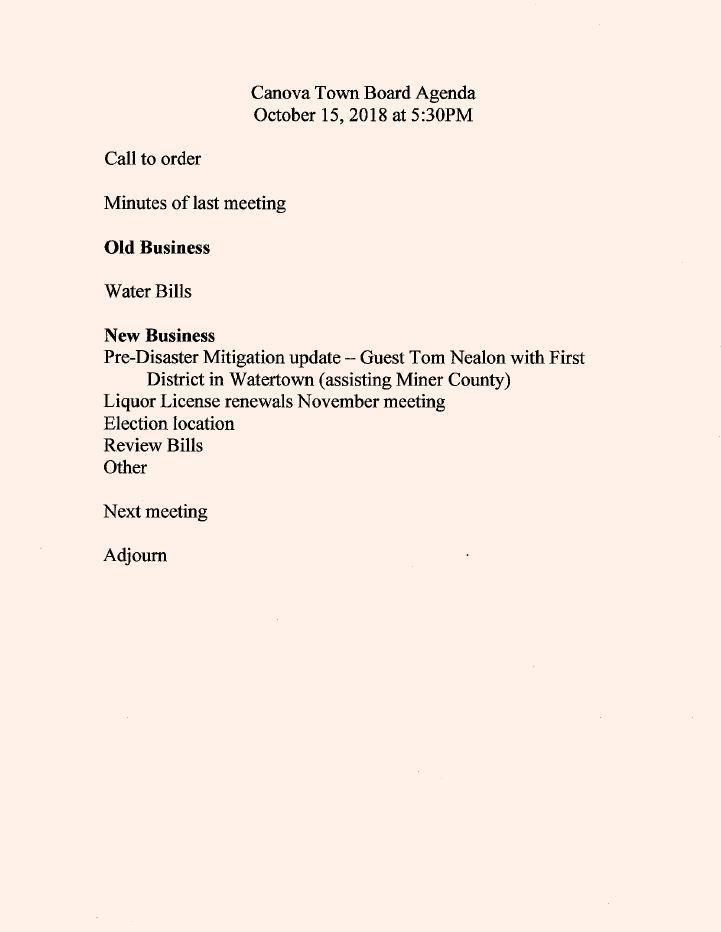 Canova Town Board Agenda
October 15, 2018 at 5:30PM
Call to order
Minutes of last meeting
Old Business
Water Bills
New Business
Pre-Disaster Mitigation update – Guest Tom Nealon with First
District in Watertown (assisting Miner County)
Liquor License renewals November meeting
Election location
Review Bills
Other
Next meeting
Adjourn